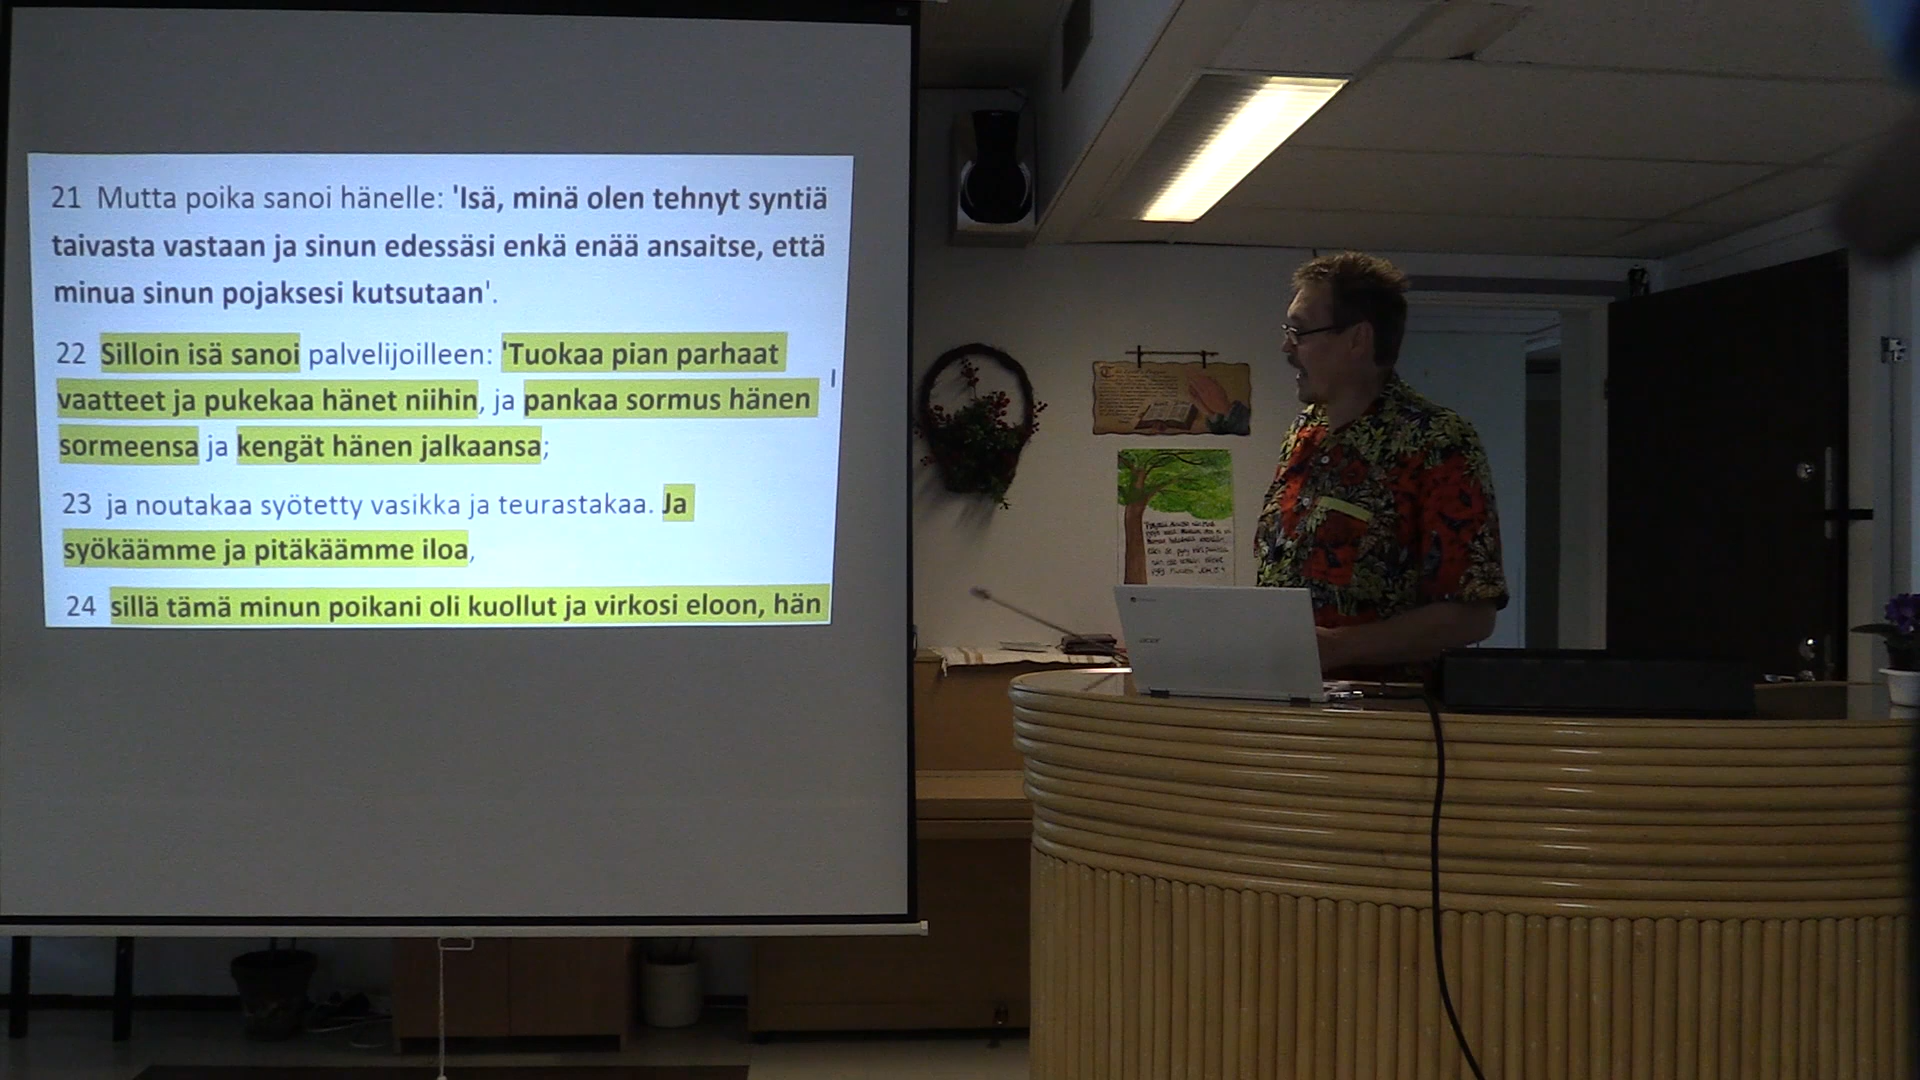 21 Mutta poika sanoi hänelle: 'Isä, minä olen tehnyt syntiä
taivasta vastaan ja sinun edessäsi enkä enää ansaitse, että
minua sinun pojaksesi kutsutaan'.
22 Silloin isä sanoi palvelijoilleen: 'Tuokaa pian parhaat
vaatteet ja pukekaa hänet niihin, ja pankaa sormus hänen
sormeensa ja kengät hänen jalkaansa;
23 ja noutakaa syötetty vasikka ja teurastakaa. Ja
syökäämme ja pitäkäämme iloa,
24 sillä tämä minun poikani oli kuollut ja virkosi eloon, hän
acer